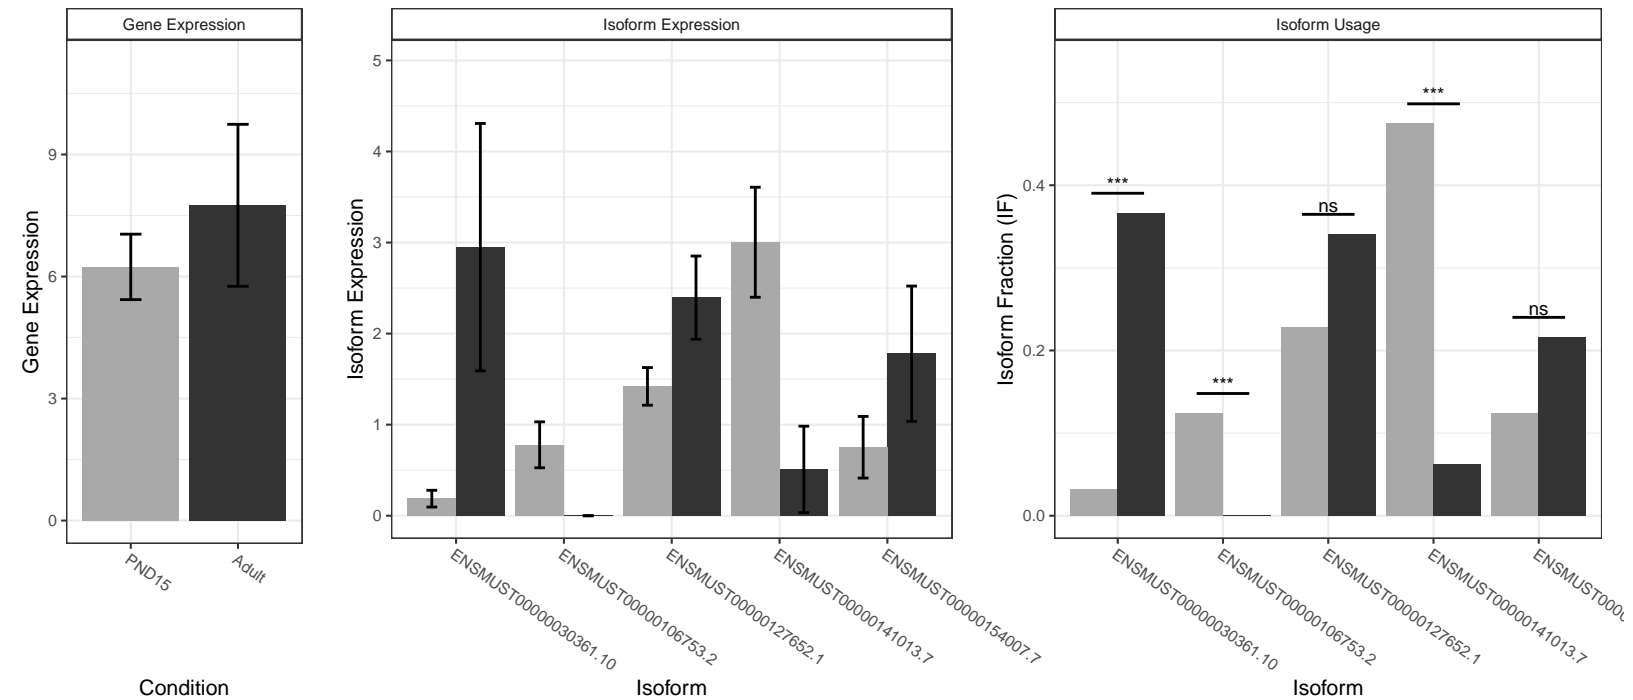 Gene Expression
Isoform Expression
Isoform Usage
Gene Expression
9
6
3
0
PND15
Adult
Condition
Isoform Expression
5
4
3
2
1
0
ENSMUST00000030361.10
ENSMUST00000106753.2
ENSMUST00000127652.1
ENSMUST00000141013.7
ENSMUST00000154007.7
Isoform
Isoform Fraction (IF)
0.4
0.2
0.0
***
***
ns
***
ns
ENSMUST00000030361.10
ENSMUST00000106753.2
ENSMUST00000127652.1
ENSMUST00000141013.7
Isoform